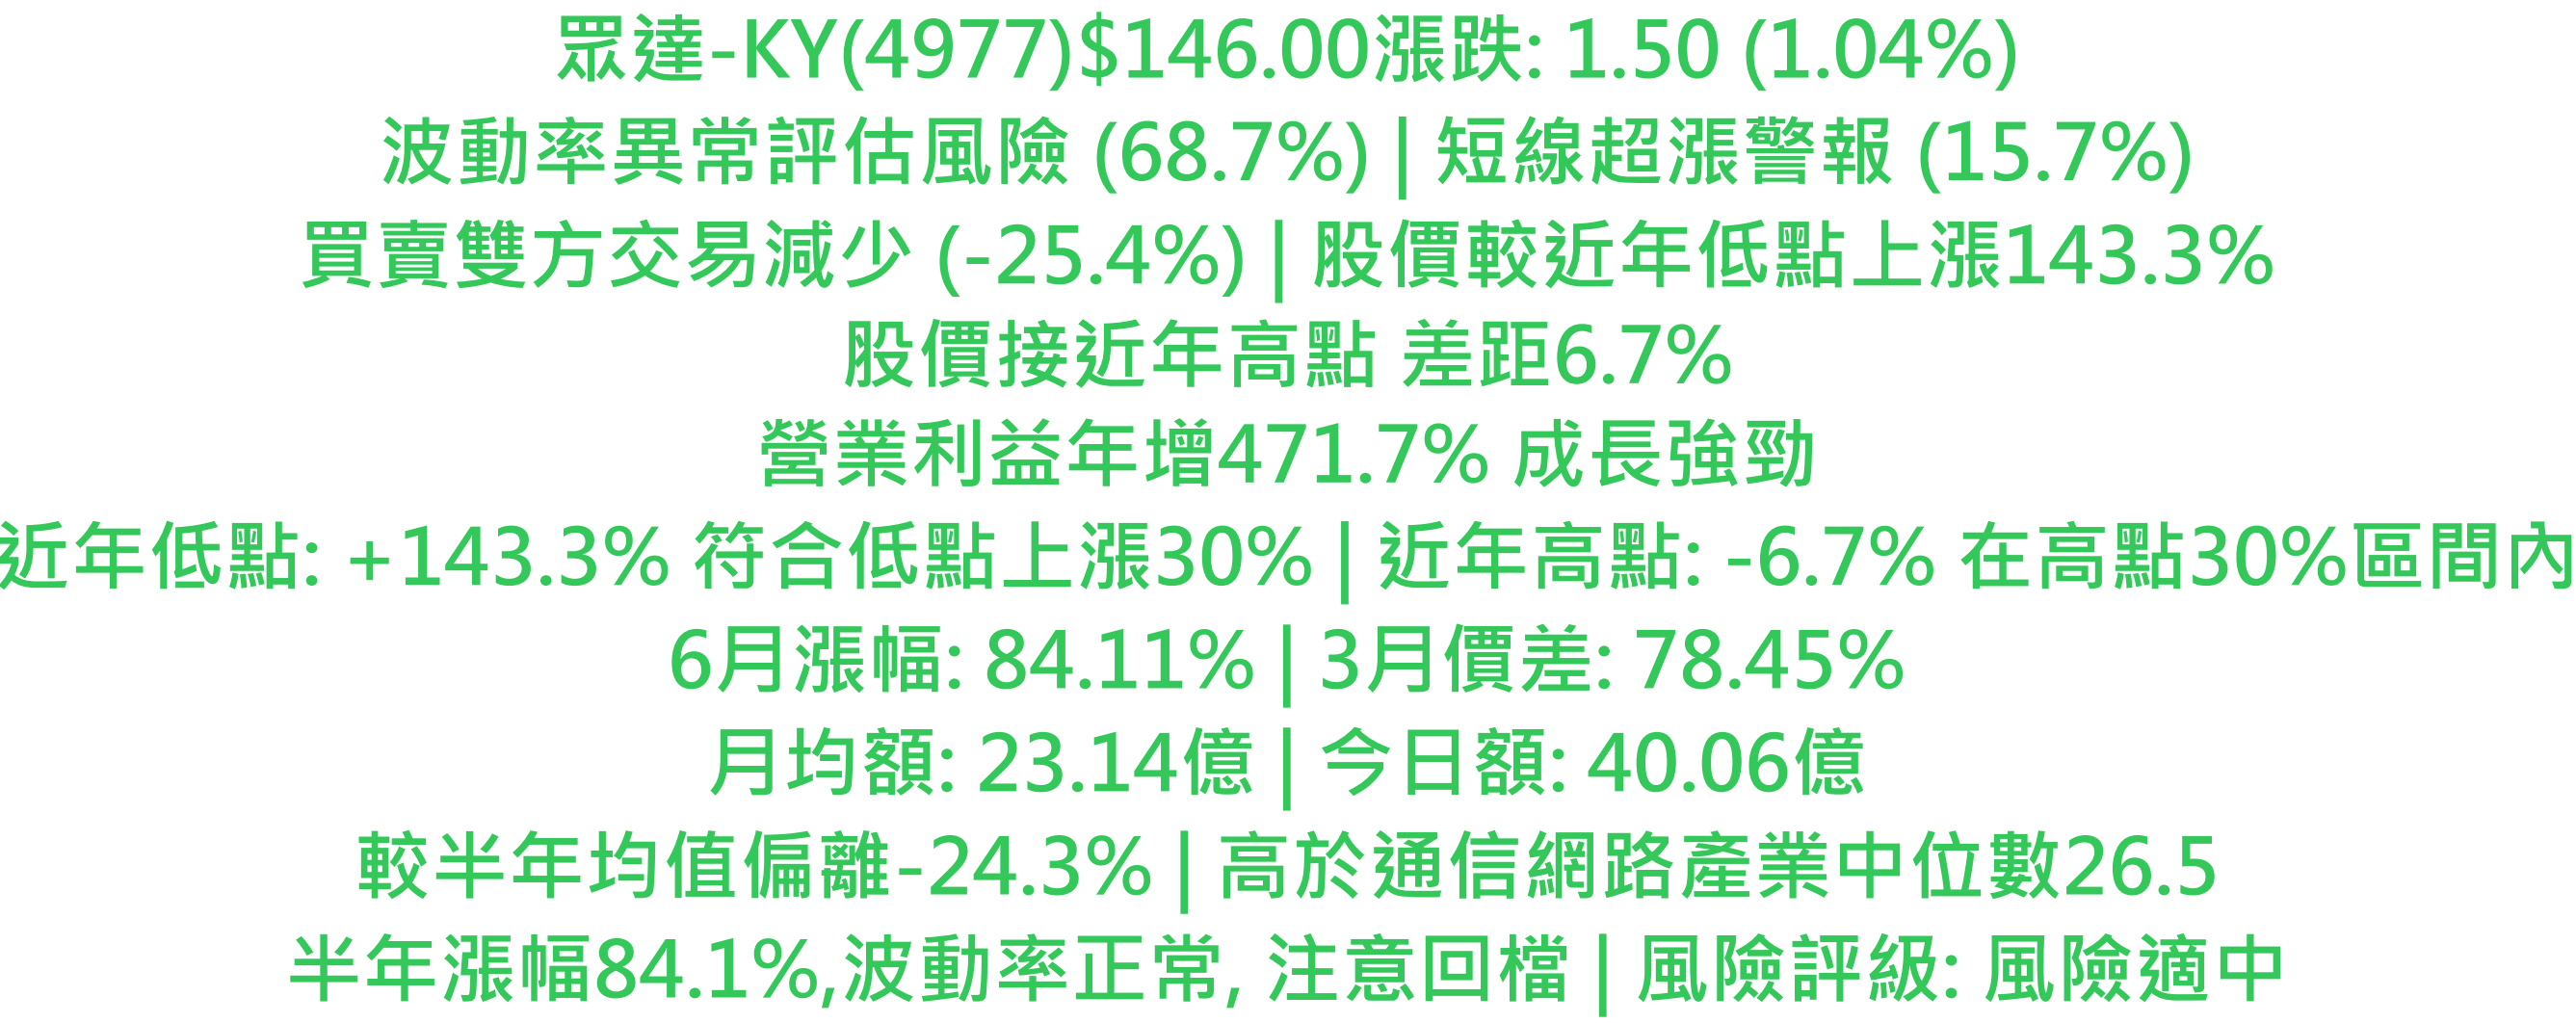 眾達-KY(4977)$146.00漲跌: 1.50 (1.04%)
波動率異常評估風險 (68.7%) | 短線超漲警報 (15.7%)
買賣雙方交易減少 (-25.4%) | 股價較近年低點上漲143.3%
股價接近年高點 差距6.7%
營業利益年增471.7% 成長強勁
近年低點: +143.3% 符合低點上漲30% | 近年高點: -6.7% 在高點30%區間內
6月漲幅: 84.11% | 3月價差: 78.45%
月均額: 23.14億 | 今日額: 40.06億
較半年均值偏離-24.3% | 高於通信網路產業中位數26.5
半年漲幅84.1%,波動率正常, 注意回檔 | 風險評級: 風險適中